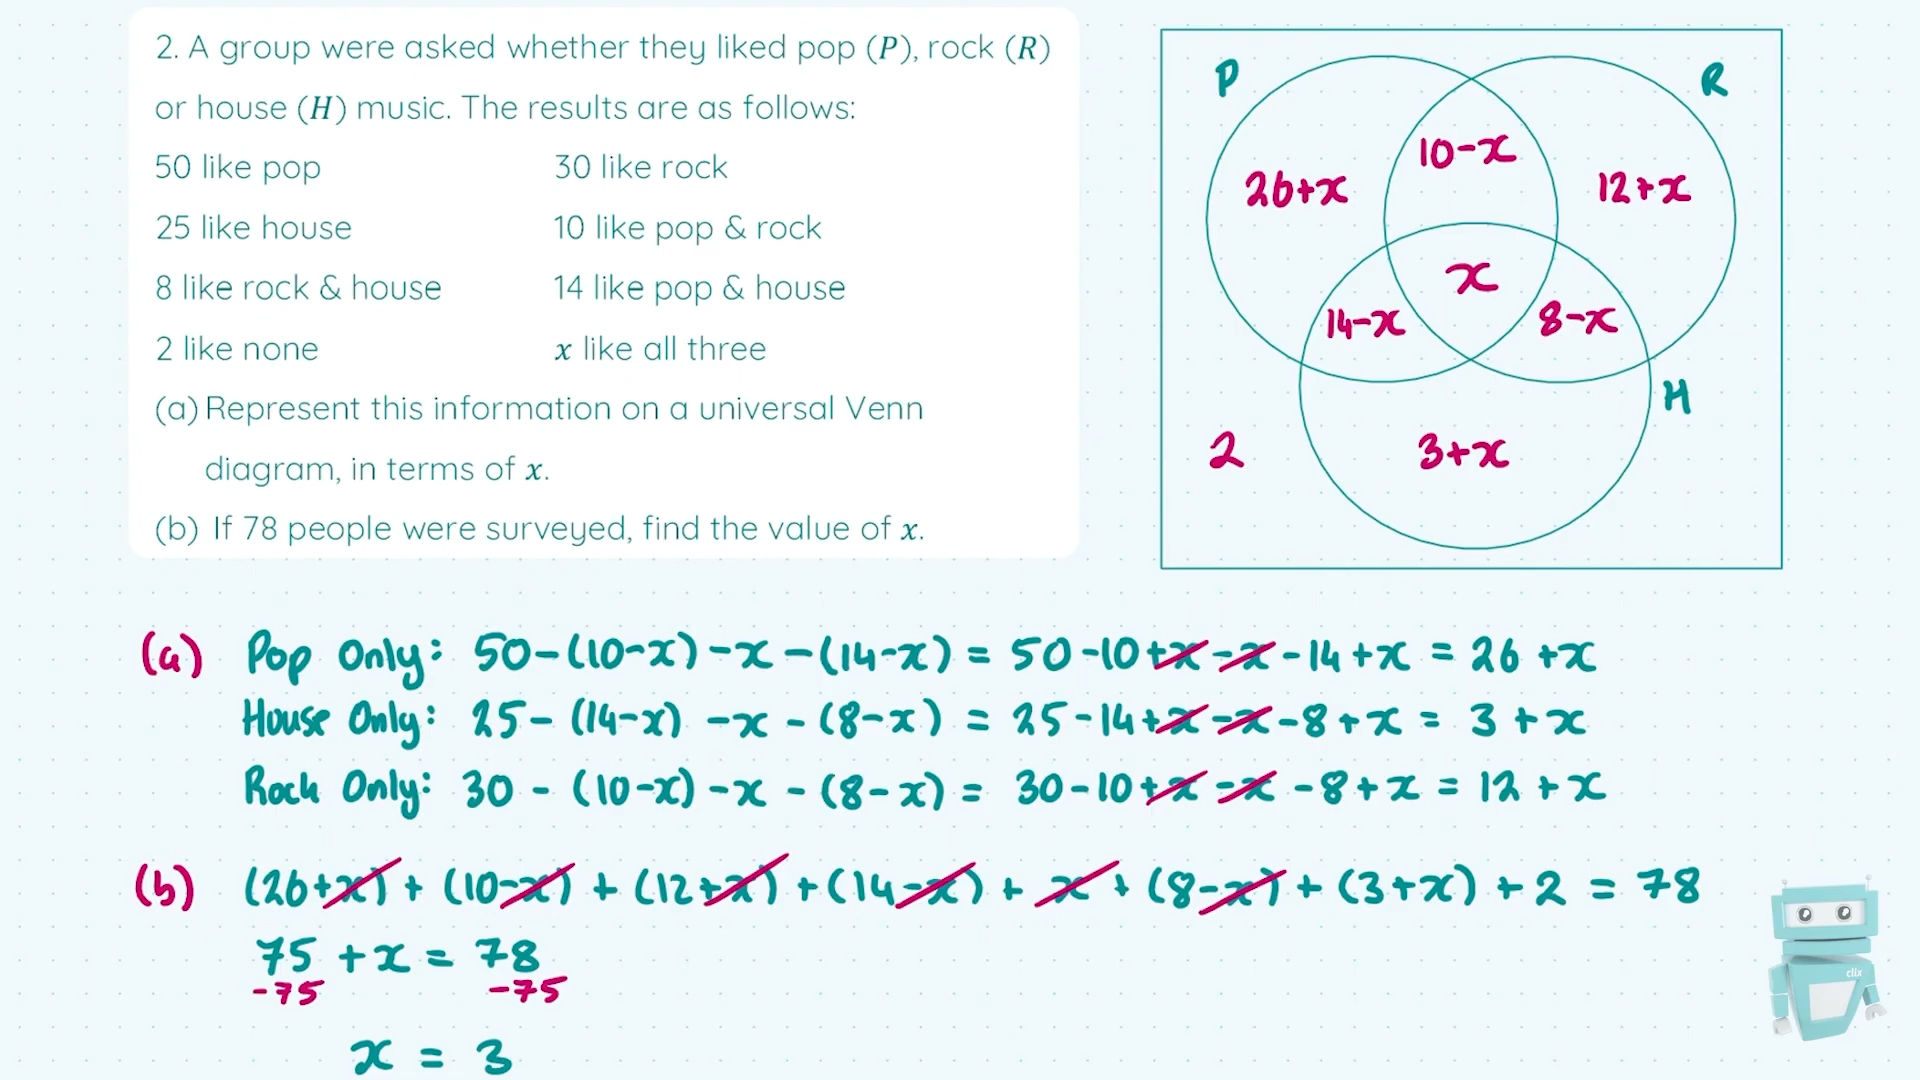 2. A group were asked whether they liked pop (P), rock (R)
or house (H) music. The results are as follows:
50 like pop 30 like rock
25 like house 10 like pop & rock
8 like rock & house 14 like pop & house
2 like none x like all three
(a) Represent this information on a universal Venn
diagram, in terms of x.
(b) If 78 people were surveyed, find the value of x.
P R
10-x
26+x 12+x
x
14-x 8-x
H
2 3+x
(a) Pop Only: 50-(10-x)-x-(14-x) = 50-10+x-x-14+x = 26+x
House Only: 25-(14-x)-x-(8-x) = 25-14+x-x-8+x = 3+x
Rock Only: 30-(10-x)-x-(8-x) = 30-10+x-x-8+x = 12+x
(b) (26+x)+(10-x)+(12+x)+(14-x)+x+(8-x)+(3+x)+2 = 78
75+x = 78
-75 -75
x = 3
clix